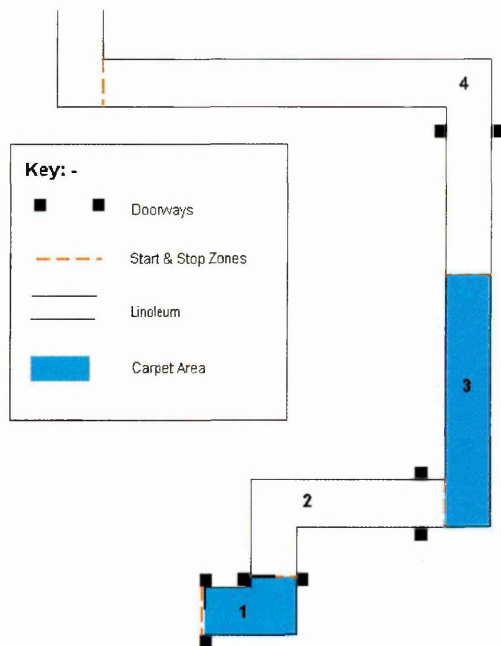 4
Key: -
Doorways
Start & Stop Zones
Linoleum
Carpet Area
3
2
1